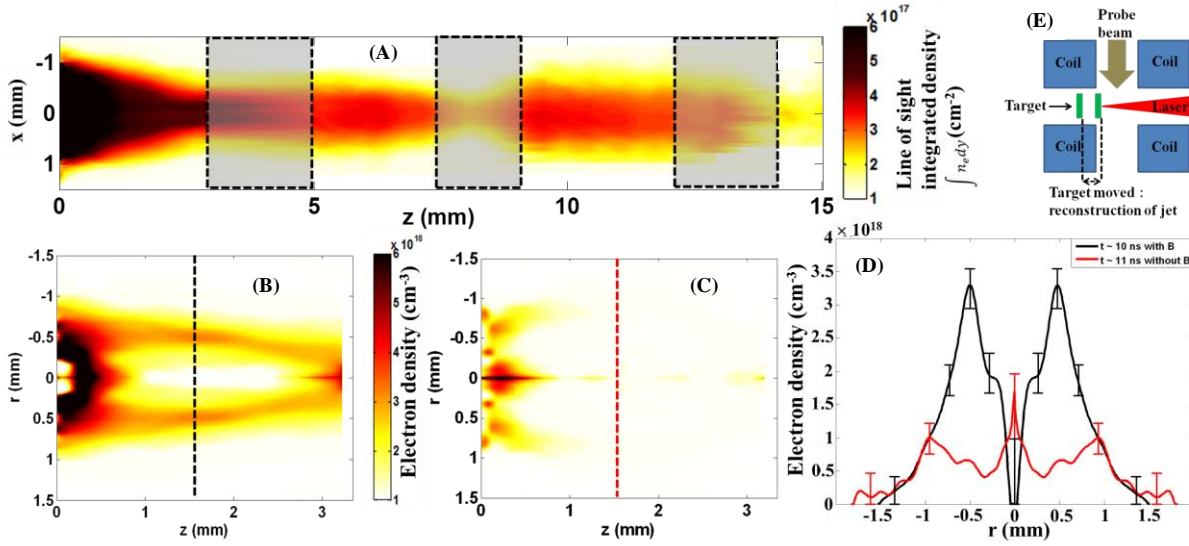 (A)
-1
0
1
x (mm)
0
5
10
15
z (mm)
× 10^17
6
5
4
3
2
1
Line of sight
integrated density
∫ n_e dy (cm^-2)
(E)
Probe
beam
Coil
Coil
Target
Laser
Coil
Coil
Target moved :
reconstruction of jet
(B)
-1.5
-1
-0.5
0
0.5
1
1.5
r (mm)
0
1
2
3
z (mm)
× 10^18
6
5
4
3
2
1
Electron density (cm^-3)
(C)
-1.5
-1
-0.5
0
0.5
1
1.5
r (mm)
0
1
2
3
z (mm)
(D)
× 10^18
4
3.5
3
2.5
2
1.5
1
0.5
0
Electron density (cm^-3)
t ~ 10 ns with B
t ~ 11 ns without B
-1.5
-1
-0.5
0
0.5
1
1.5
r (mm)